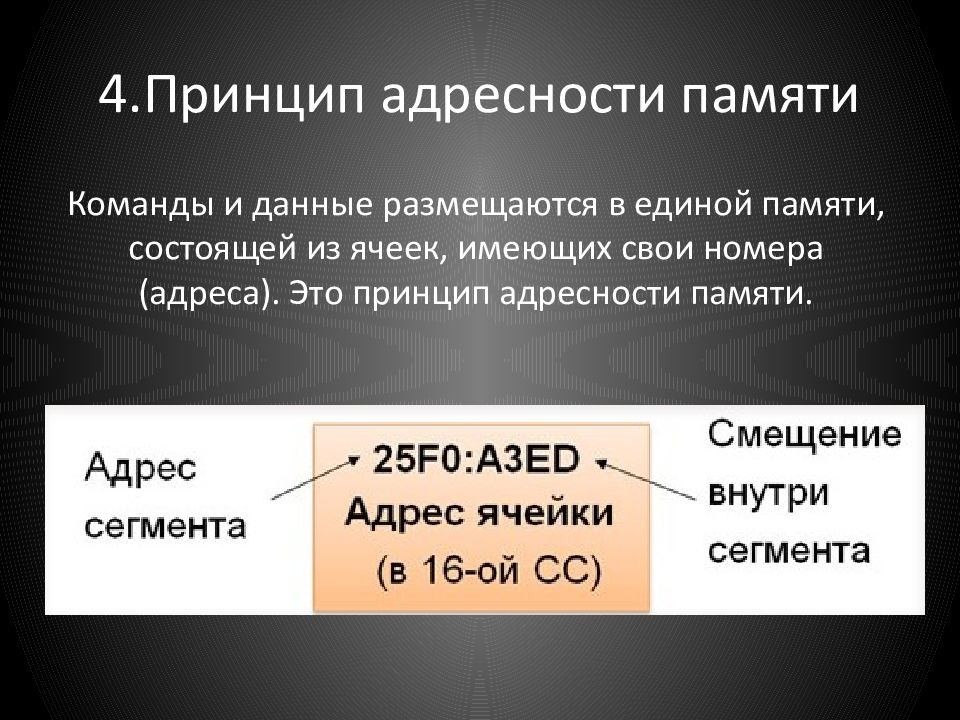 4.Принцип адресности памяти
Команды и данные размещаются в единой памяти,
состоящей из ячеек, имеющих свои номера
(адреса). Это принцип адресности памяти.
Адрес
сегмента
25F0:A3ED
Адрес ячейки
(в 16-ой СС)
Смещение
внутри
сегмента